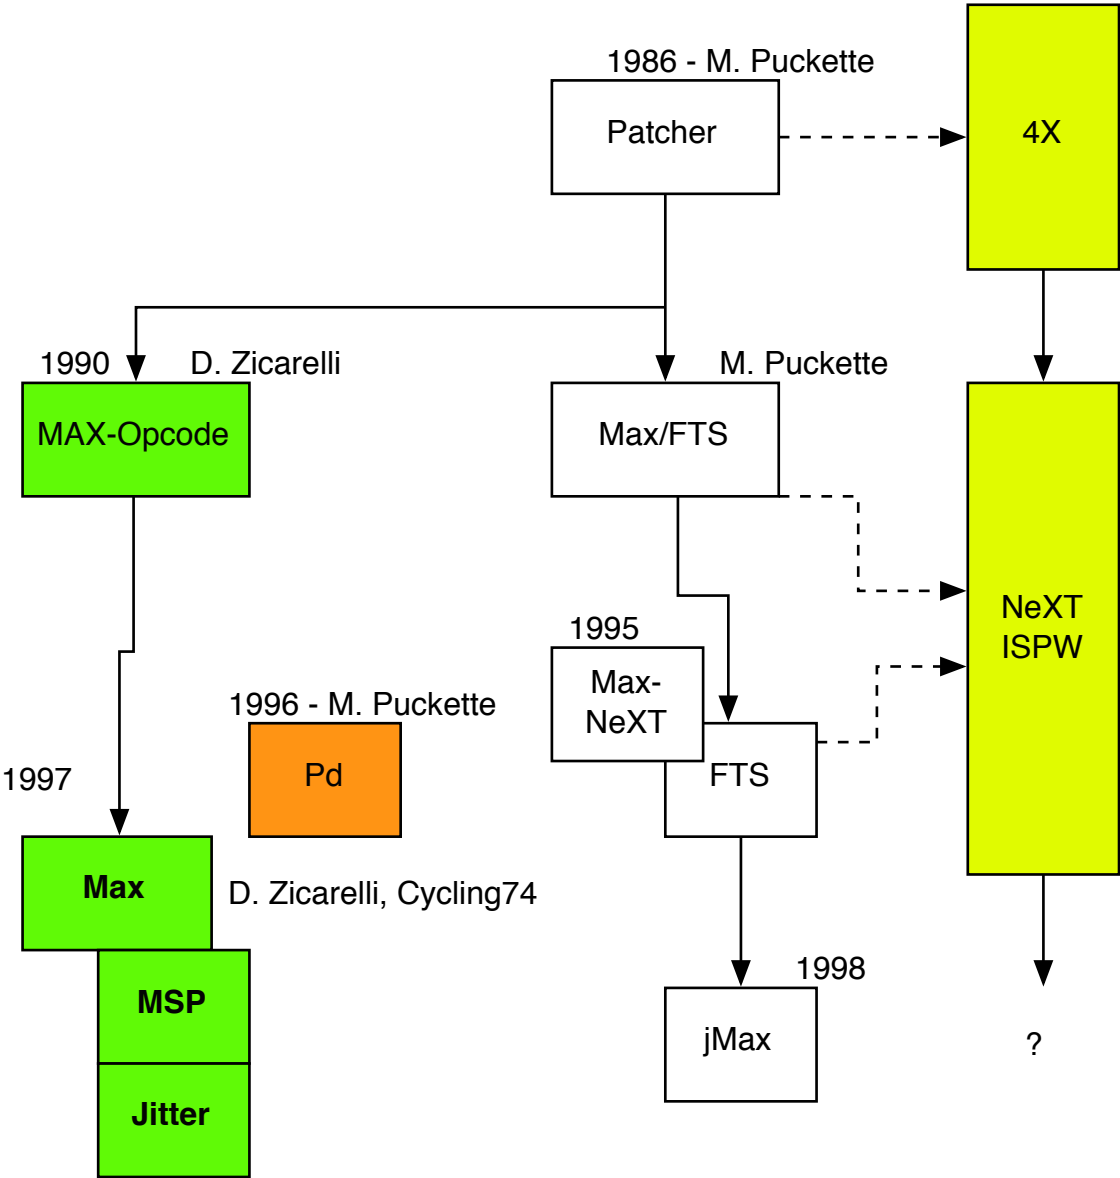 1986 - M. Puckette
Patcher
4X
1990
D. Zicarelli
M. Puckette
MAX-Opcode
Max/FTS
NeXT
ISPW
1995
Max-
NeXT
1996 - M. Puckette
Pd
FTS
1997
Max
D. Zicarelli, Cycling74
MSP
1998
jMax
?
Jitter